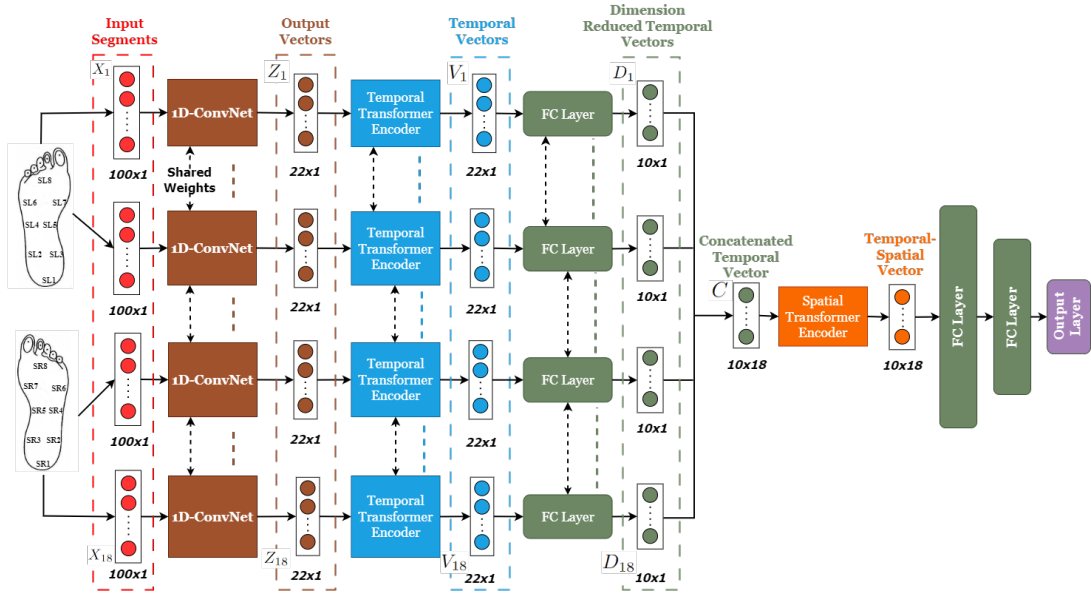 Input
Segments
Output
Vectors
Temporal
Vectors
Dimension
Reduced Temporal
Vectors
X1
Z1
V1
D1
1D-ConvNet
Temporal
Transformer
Encoder
FC Layer
100x1
22x1
22x1
10x1
Shared
Weights
SL8
SL6
SL7
SL4
SL5
SL2
SL3
SL1
1D-ConvNet
Temporal
Transformer
Encoder
FC Layer
100x1
22x1
22x1
10x1
Concatenated
Temporal
Vector
C
10x18
Spatial
Transformer
Encoder
Temporal-
Spatial
Vector
10x18
FC Layer
FC Layer
Output
Layer
SR8
SR7
SR6
SR5
SR4
SR3
SR2
SR1
1D-ConvNet
Temporal
Transformer
Encoder
FC Layer
100x1
22x1
22x1
10x1
1D-ConvNet
Temporal
Transformer
Encoder
FC Layer
X18
Z18
V18
D18
100x1
22x1
22x1
10x1